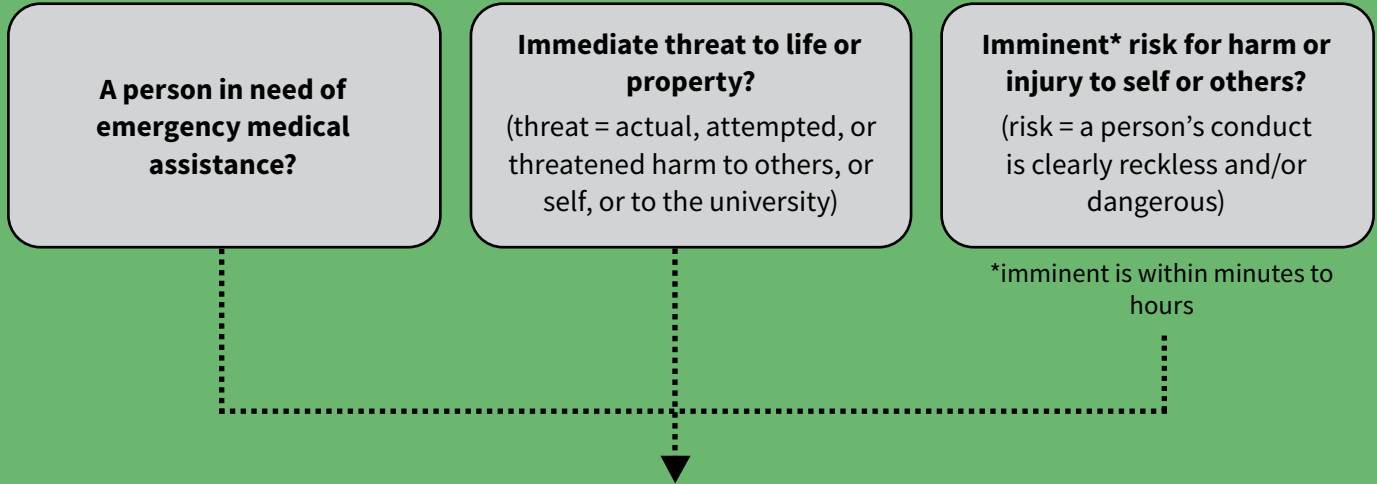 A person in need of
emergency medical
assistance?
Immediate threat to life or
property?
(threat = actual, attempted, or
threatened harm to others, or
self, or to the university)
Imminent* risk for harm or
injury to self or others?
(risk = a person’s conduct
is clearly reckless and/or
dangerous)
*imminent is within minutes to
hours